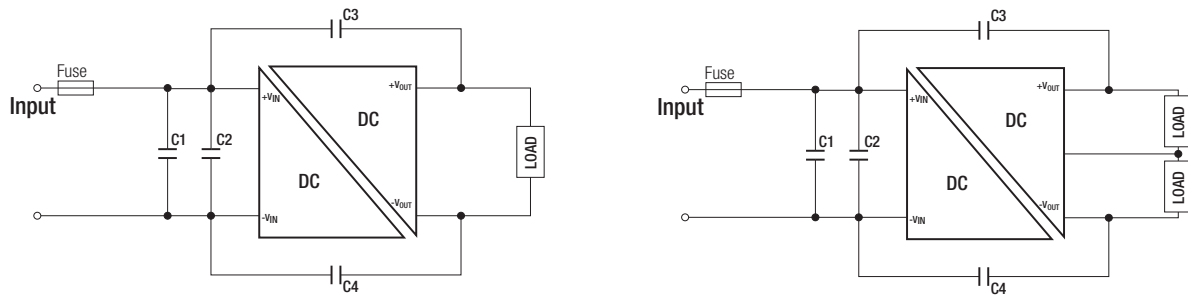 C3
Fuse
+VIN
+VOUT
Input
DC
C1
C2
LOAD
DC
-VOUT
-VIN
C4
C3
Fuse
+VIN
+VOUT
Input
DC
LOAD
C1
C2
DC
LOAD
-VOUT
-VIN
C4